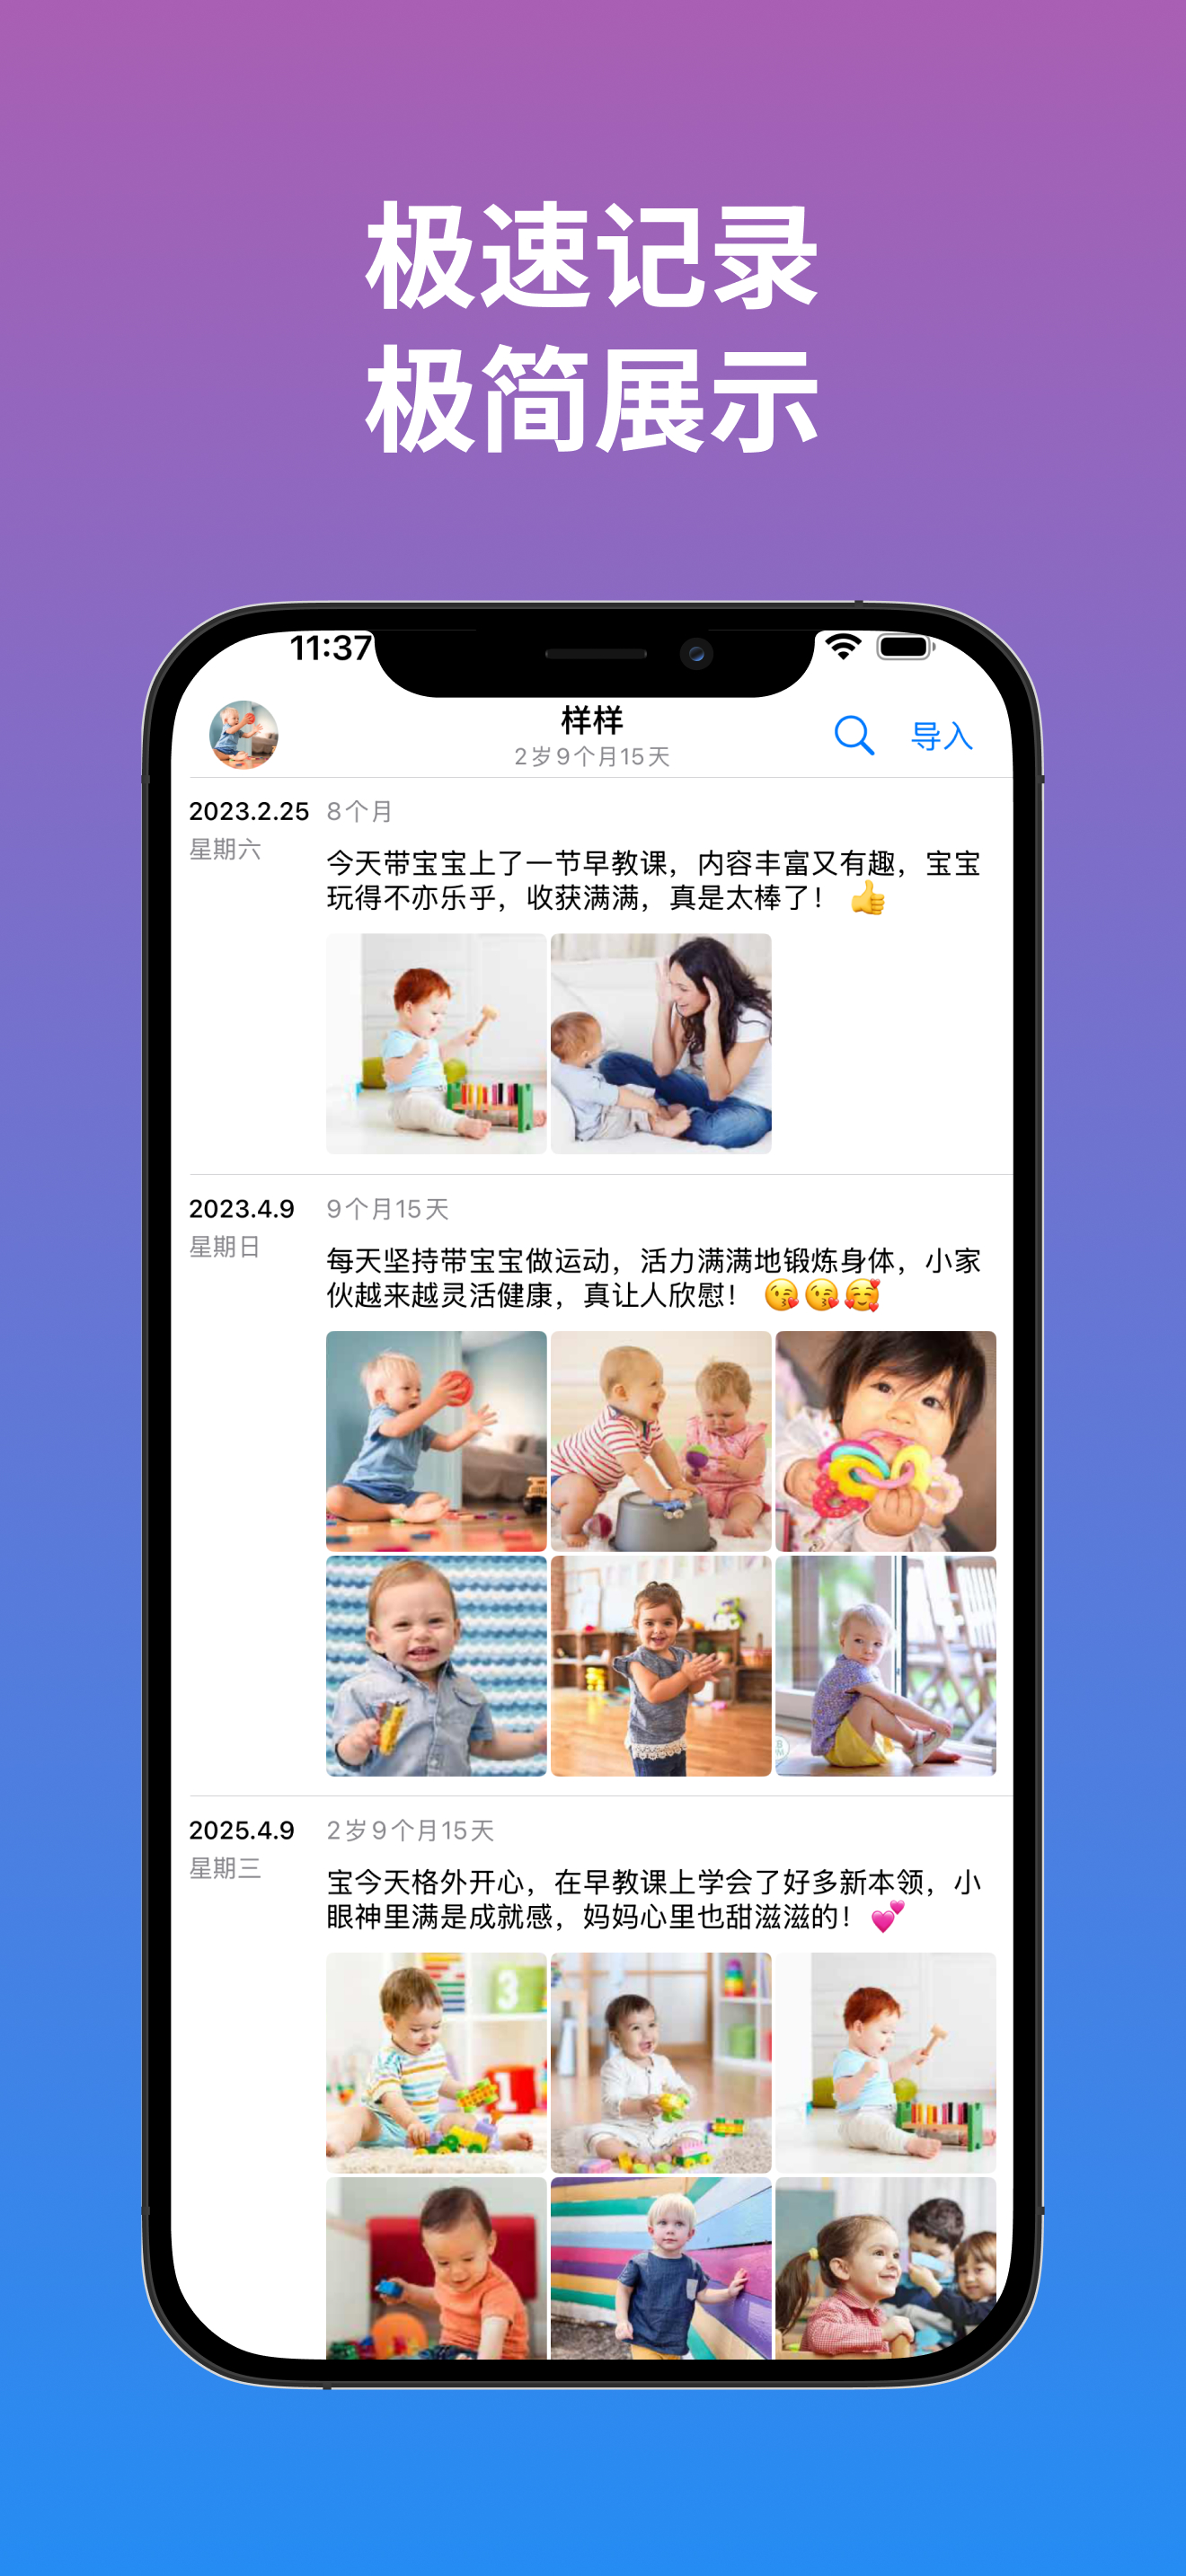 极速记录
极简展示
11:37
样样
2岁9个月15天
导入
2023.2.25 8个月
星期六
今天带宝宝上了一节早教课，内容丰富又有趣，宝宝
玩得不亦乐乎，收获满满，真是太棒了！ 👍
2023.4.9 9个月15天
星期日
每天坚持带宝宝做运动，活力满满地锻炼身体，小家
伙越来越灵活健康，真让人欣慰！ 😘😘🥰
2025.4.9 2岁9个月15天
星期三
宝今天格外开心，在早教课上学会了好多新本领，小
眼神里满是成就感，妈妈心里也甜滋滋的！💕
3
1